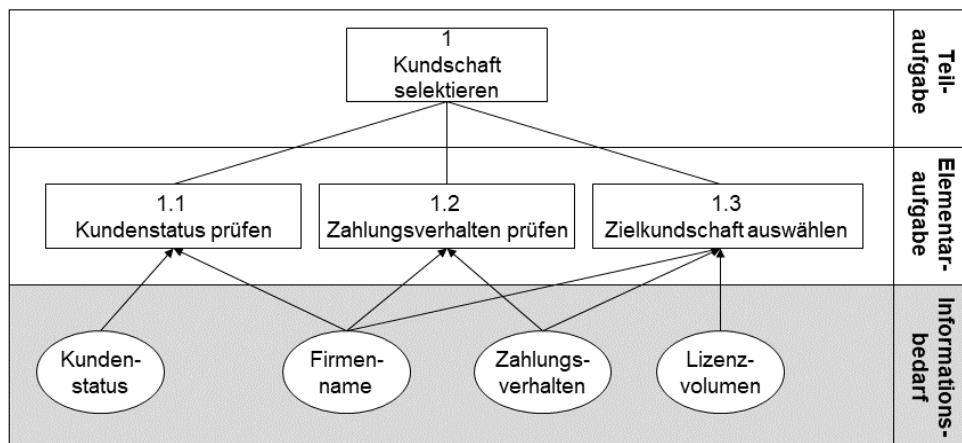 1
Kundschaft
selektieren
Teil-
aufgabe
1.1
Kundenstatus prüfen
1.2
Zahlungsverhalten prüfen
1.3
Zielkundschaft auswählen
Elementar-
aufgabe
Kunden-
status
Firmen-
name
Zahlungs-
verhalten
Lizenz-
volumen
Informations-
bedarf